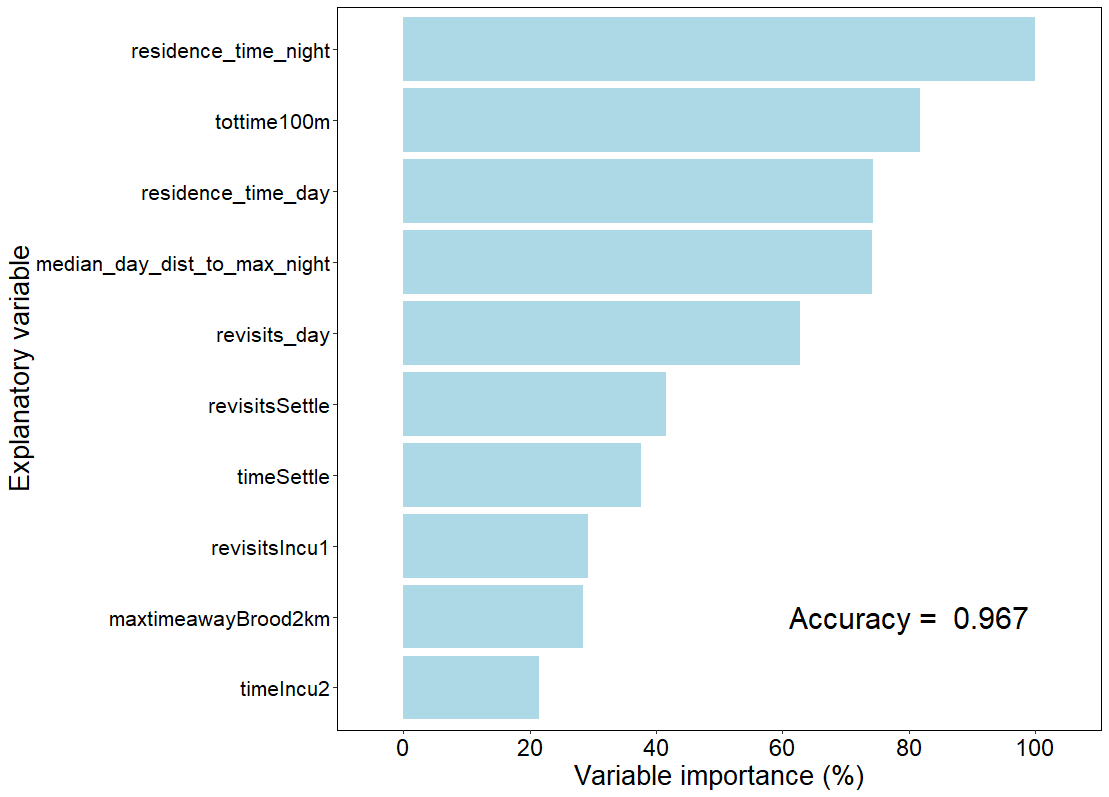 Explanatory variable
residence_time_night
tottime100m
residence_time_day
median_day_dist_to_max_night
revisits_day
revisitsSettle
timeSettle
revisitsIncu1
maxtimeawayBrood2km
timeIncu2
Accuracy =  0.967
0 20 40 60 80 100
Variable importance (%)